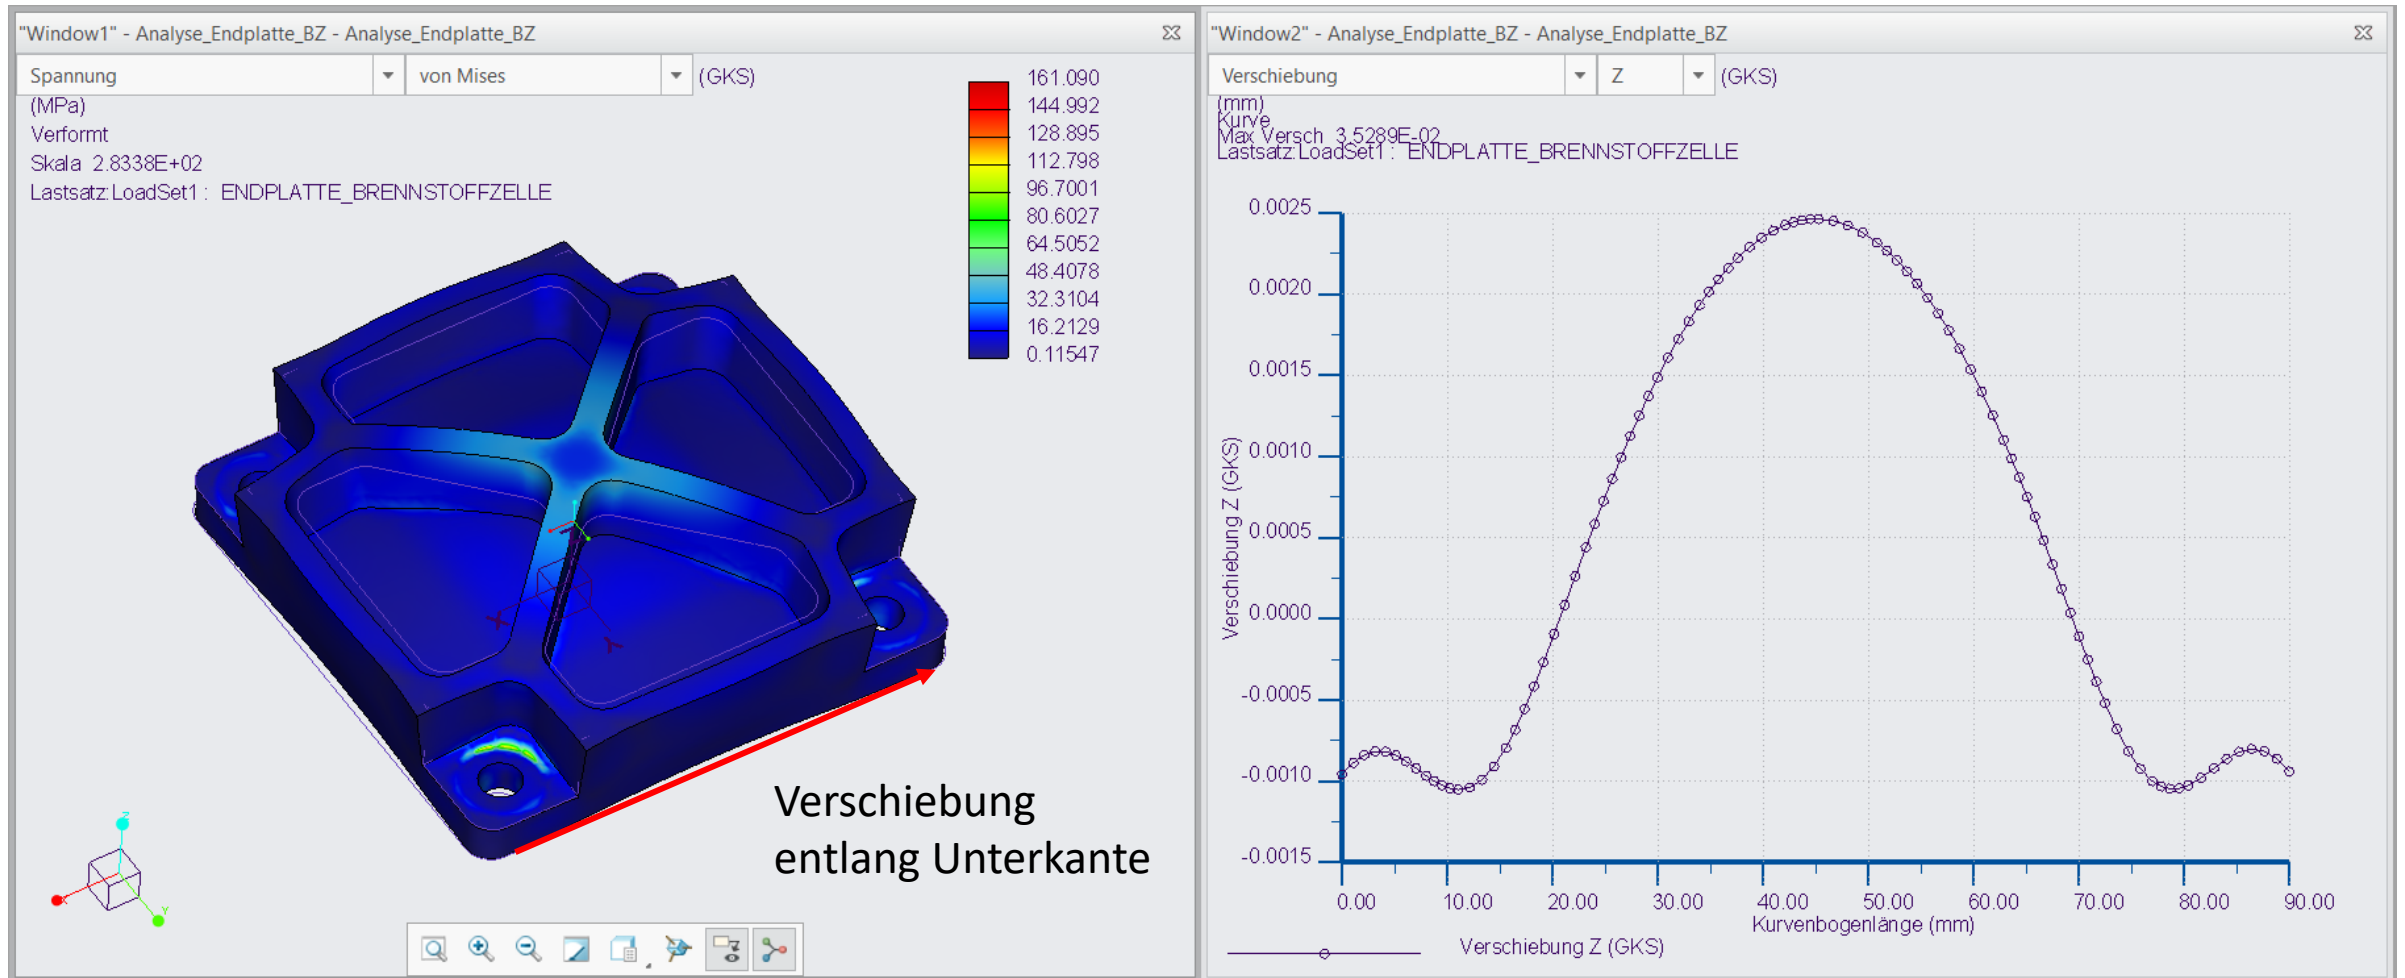 "Window1" - Analyse_Endplatte_BZ - Analyse_Endplatte_BZ
Spannung von Mises (GKS)
(MPa)
Verformt
Skala 2.8338E+02
Lastsatz:LoadSet1 : ENDPLATTE_BRENNSTOFFZELLE
161.090
144.992
128.895
112.798
96.7001
80.6027
64.5052
48.4078
32.3104
16.2129
0.11547
X
Y
Verschiebung
entlang Unterkante
Z
X
Y
"Window2" - Analyse_Endplatte_BZ - Analyse_Endplatte_BZ
Verschiebung Z (GKS)
(mm)
Kurve
Max Versch 3.5289E-02
Lastsatz:LoadSet1 : ENDPLATTE_BRENNSTOFFZELLE
Verschiebung Z (GKS)
0.0025
0.0020
0.0015
0.0010
0.0005
0.0000
-0.0005
-0.0010
-0.0015
0.00 10.00 20.00 30.00 40.00 50.00 60.00 70.00 80.00 90.00
Kurvenbogenlänge (mm)
Verschiebung Z (GKS)